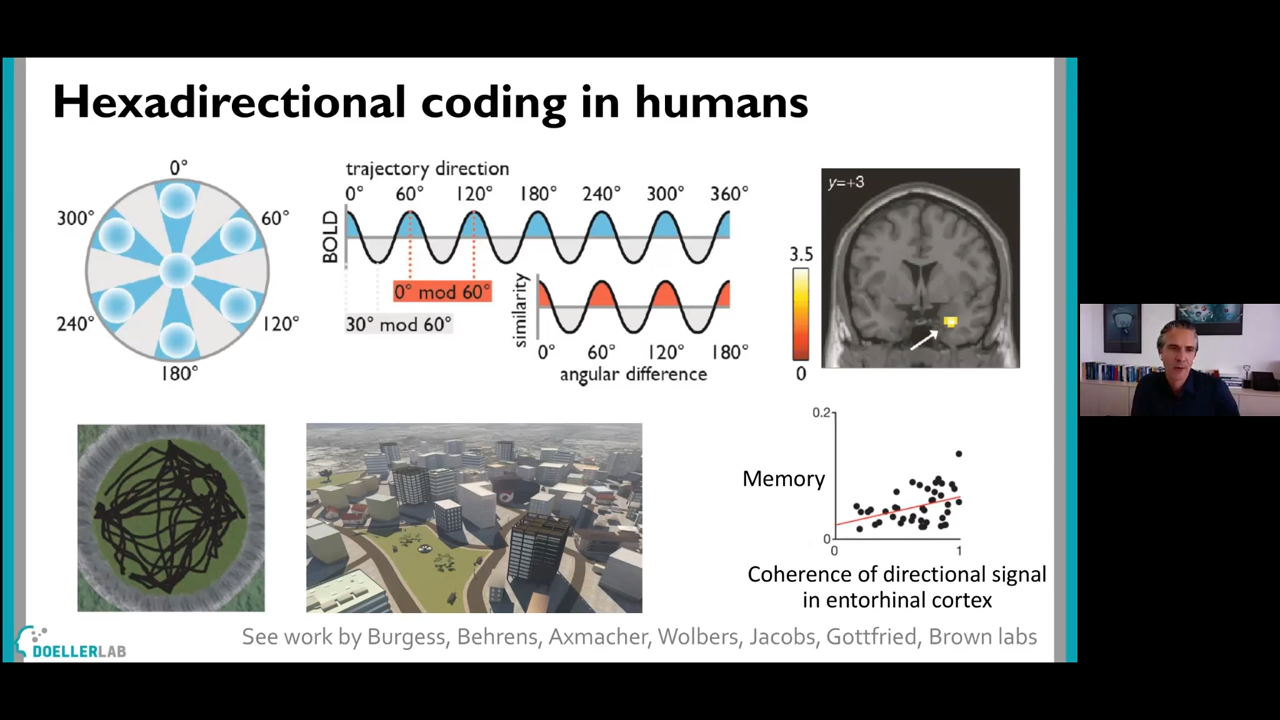 Hexadirectional coding in humans
0°
300°
60°
240°
120°
180°
trajectory direction
0° 60° 120° 180° 240° 300° 360°
BOLD
0° mod 60°
30° mod 60°
similarity
0° 60° 120° 180°
angular difference
y=+3
3.5
0
0.2
Memory
0
0 1
Coherence of directional signal
in entorhinal cortex
See work by Burgess, Behrens, Axmacher, Wolbers, Jacobs, Gottfried, Brown labs
DOELLERLAB